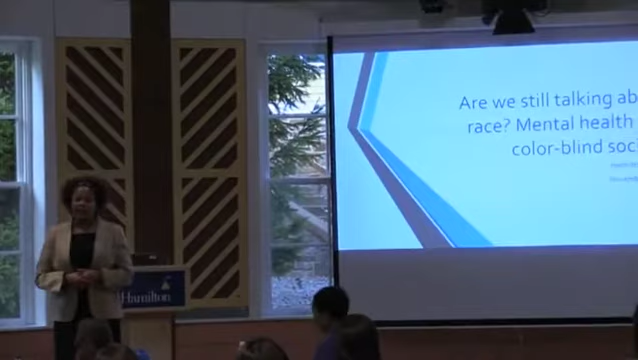 Are we still talking ab
race? Mental health
color-blind soc
Hamilton